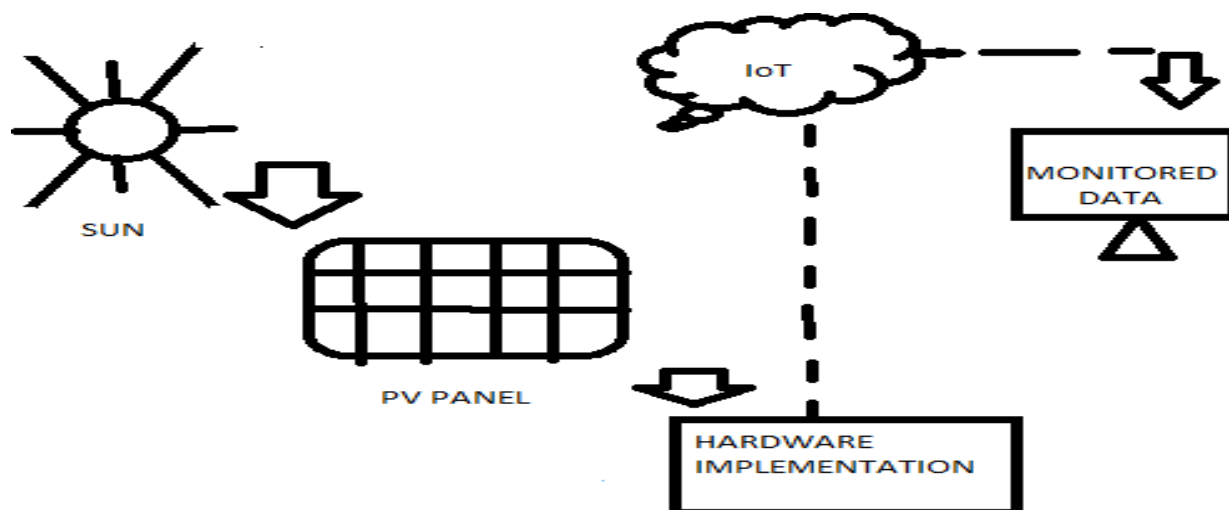 IoT
MONITORED
DATA
SUN
PV PANEL
HARDWARE
IMPLEMENTATION